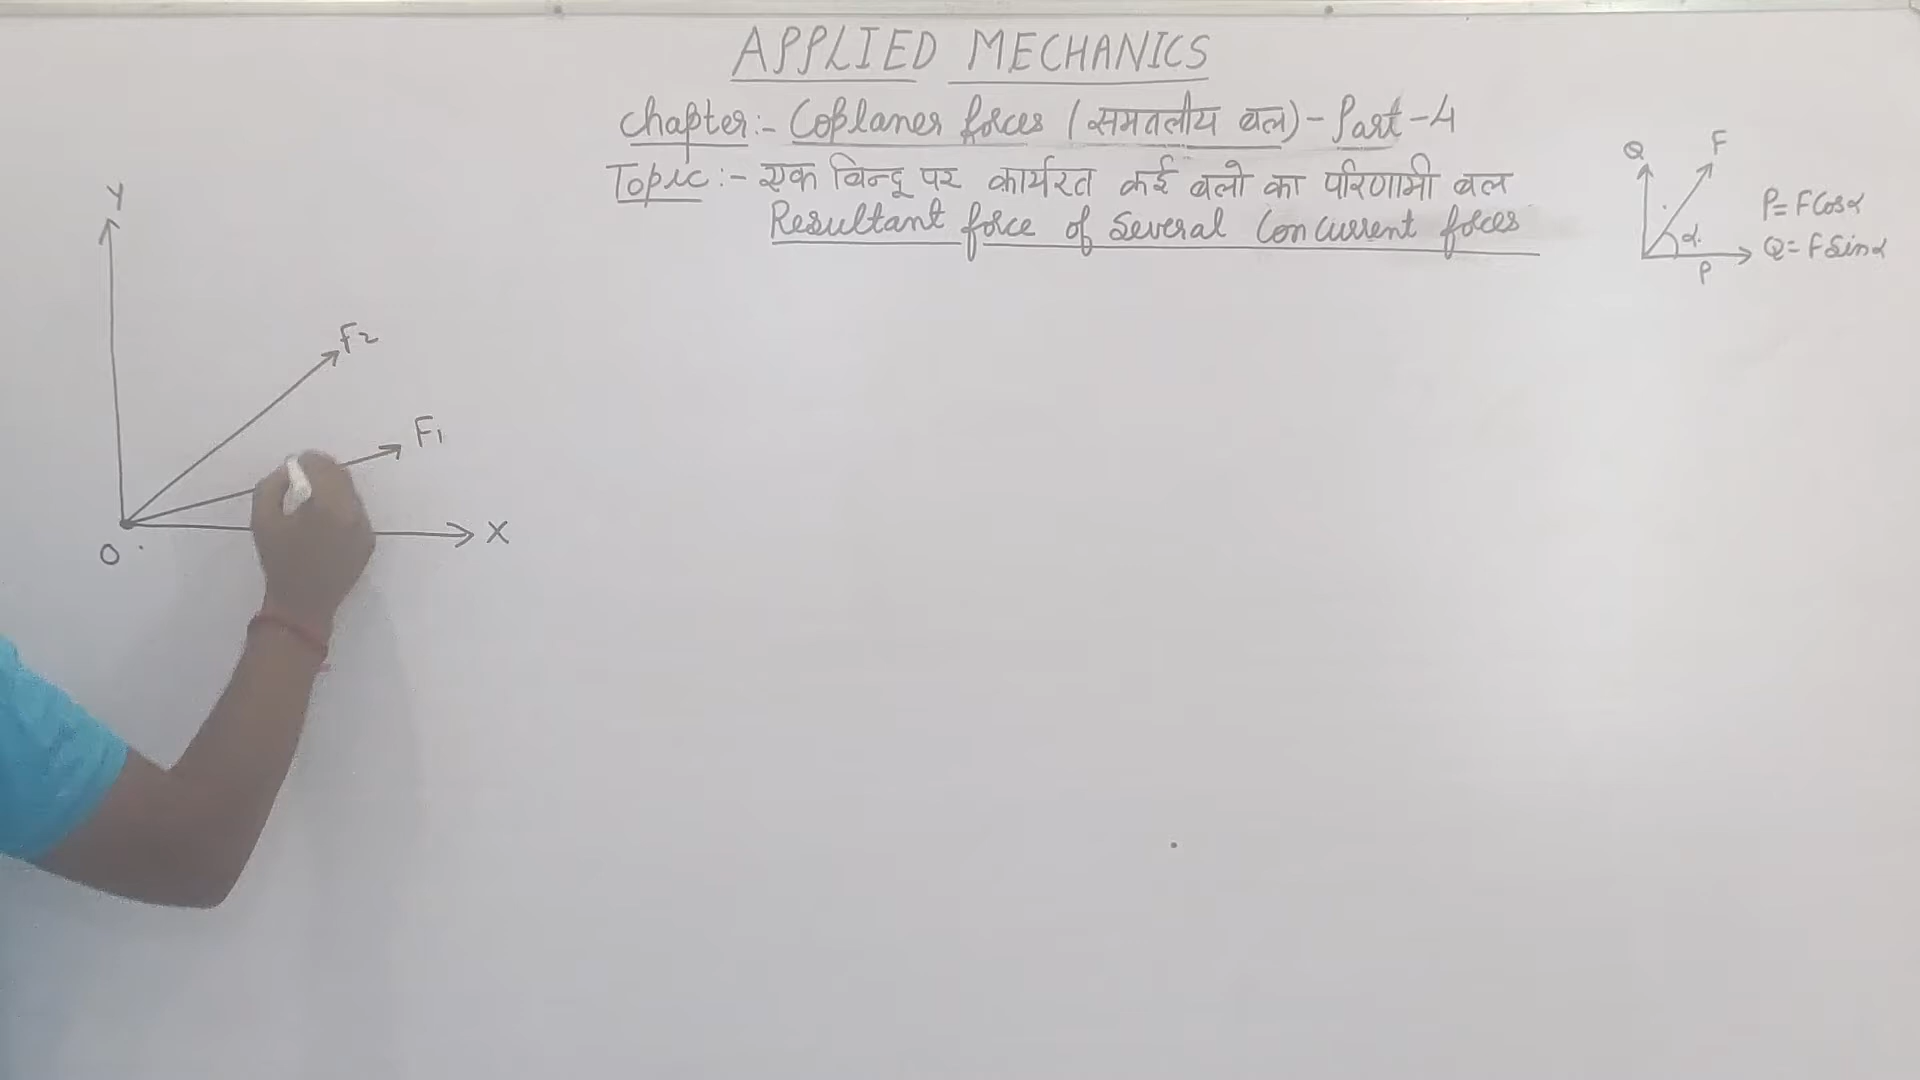 APPLIED MECHANICS
Chapter:- Coplaner forces (समतलीय बल)- Part-4
Topic:- एक बिन्दू पर कार्यरत कई बलो का परिणामी बल
Resultant force of Several Concurrent forces
Q
F
α
P
P= FCosα
Q= FSinα
Y
F2
F1
X
O